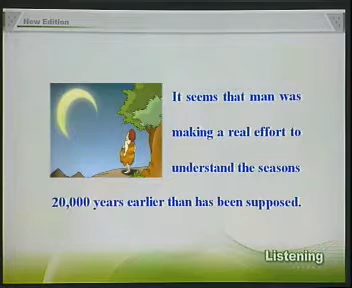 New Edition
It seems that man was
making a real effort to
understand the seasons
20,000 years earlier than has been supposed.
Listening